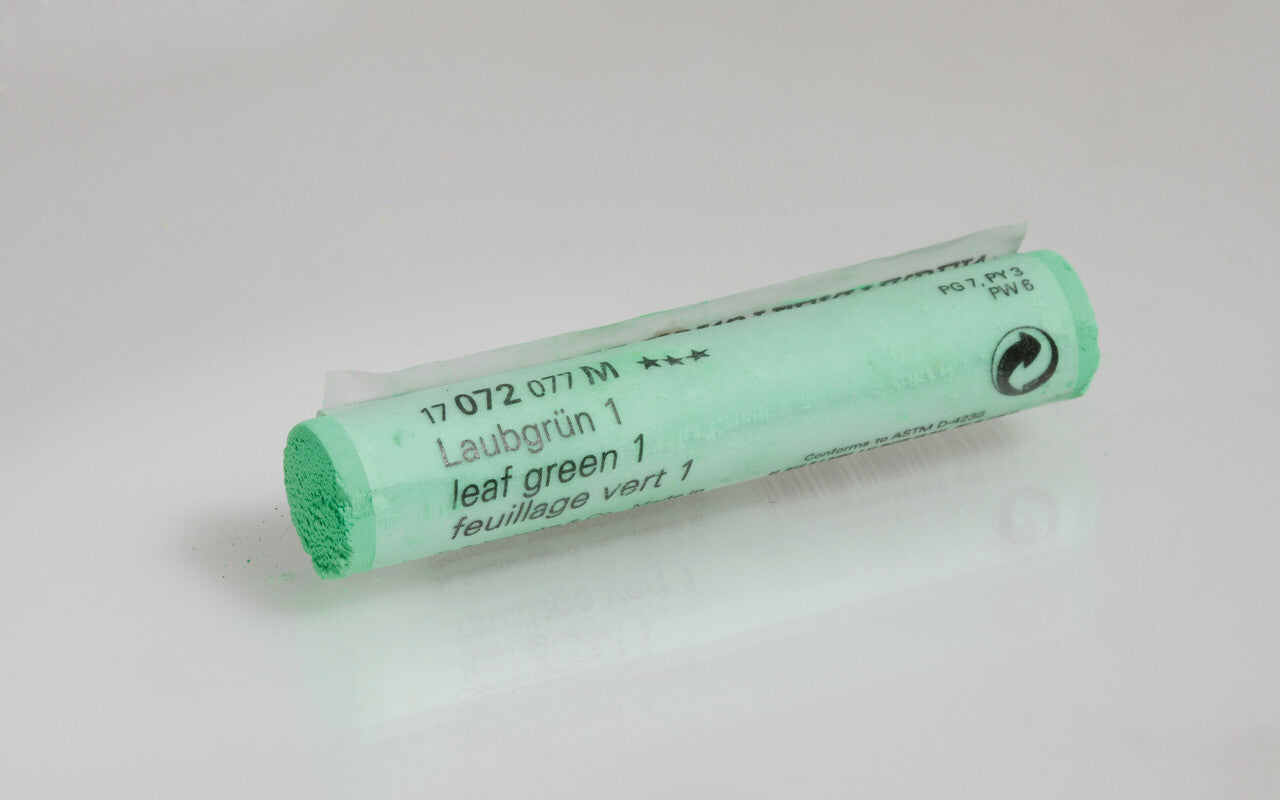 17 072 077 M ★★★
Laubgrün 1
leaf green 1
feuillage vert 1
PG 7, PY 3
PW 6
Conforms to ASTM D-4236